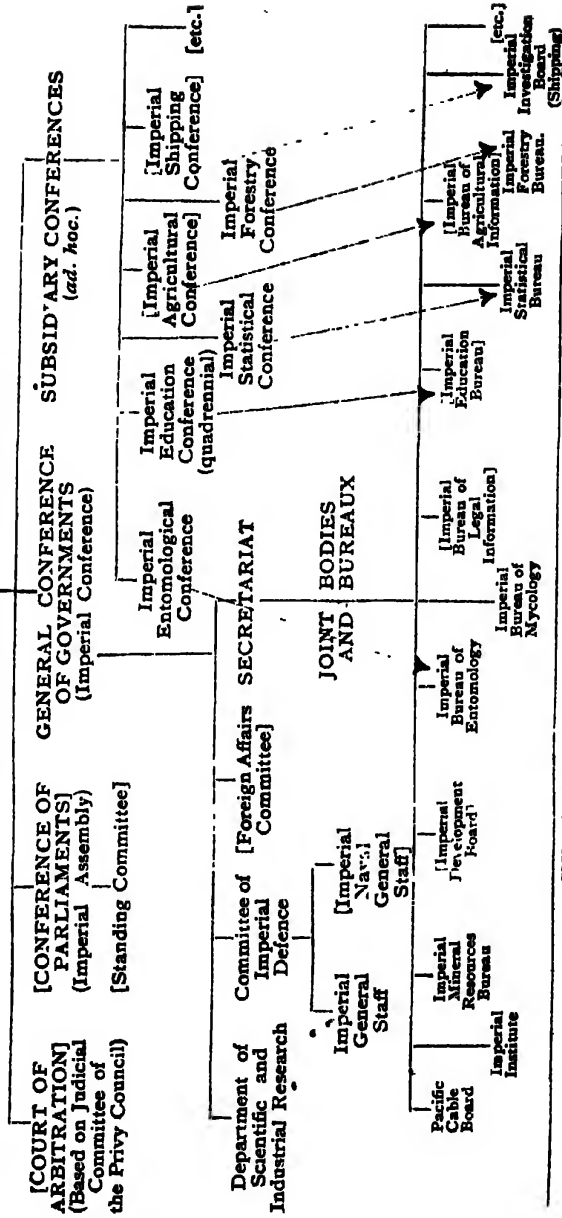 [COURT OF
ARBITRATION]
(Based on Judicial
Committee of
the Privy Council)
[CONFERENCE OF
PARLIAMENTS]
(Imperial Assembly)
[Standing Committee]
GENERAL CONFERENCE
OF GOVERNMENTS
(Imperial Conference)
SUBSID'ARY CONFERENCES
(ad. hoc.)
Imperial
Entomological
Conference
Imperial
Education
Conference
(quadrennial)
[Imperial
Agricultural
Conference]
[Imperial
Shipping
Conference]
[etc.]
Imperial
Statistical
Conference
Imperial
Forestry
Conference
Department of
Scientific and
Industrial Research
Committee of
Imperial
Defence
[Foreign Affairs
Committee]
SECRETARIAT
Imperial
General
Staff
[Imperial
Naval
General
Staff]
JOINT BODIES
AND BUREAUX
Pacific
Cable
Board
Imperial
Institute
Imperial
Mineral
Resources
Bureau
[Imperial
Development
Board]
Imperial
Bureau of
Entomology
Imperial
Bureau of
Mycology
[Imperial
Bureau of
Legal
Information]
[Imperial
Education
Bureau]
Imperial
Statistical
Bureau
[Imperial
Bureau of
Agricultural
Information]
Imperial
Forestry
Bureau.
Imperial
Investigation
Board
(Shipping)
[etc.]